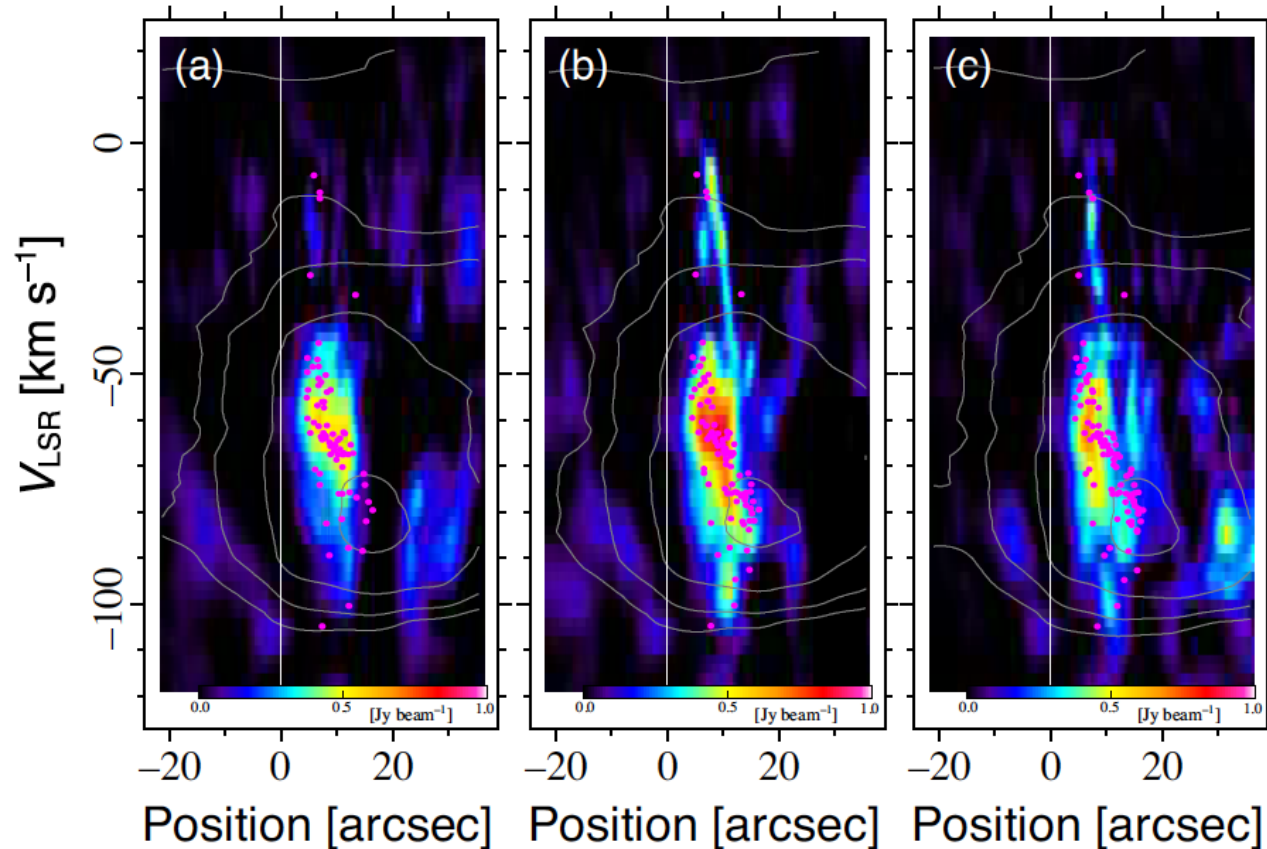 (a) (b) (c)
V_LSR [km s⁻¹]
0
−50
−100
0.0 0.5 1.0
[Jy beam⁻¹]
0.0 0.5 1.0
[Jy beam⁻¹]
0.0 0.5 1.0
[Jy beam⁻¹]
−20 0 20
−20 0 20
−20 0 20
Position [arcsec]
Position [arcsec]
Position [arcsec]